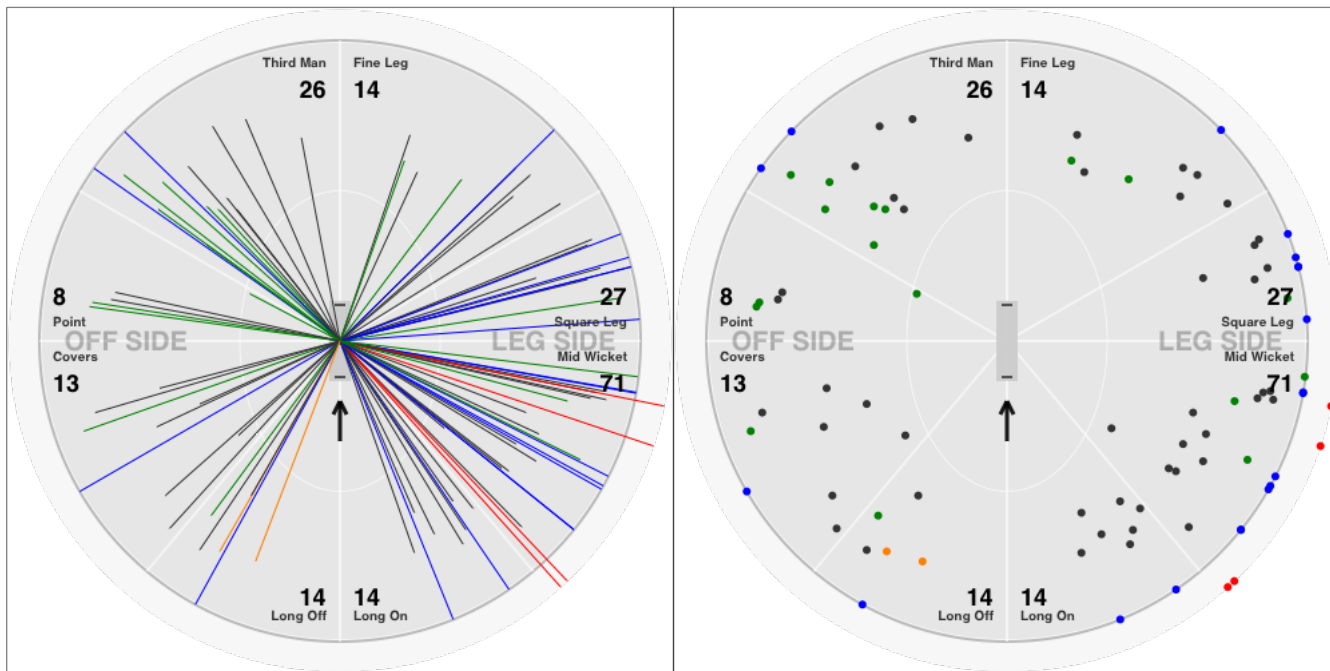 Third Man
26
Fine Leg
14
8
Point
OFF SIDE
Covers
13
27
Square Leg
LEG SIDE
Mid Wicket
71
14
Long Off
14
Long On
Third Man
26
Fine Leg
14
8
Point
OFF SIDE
Covers
13
27
Square Leg
LEG SIDE
Mid Wicket
71
14
Long Off
14
Long On